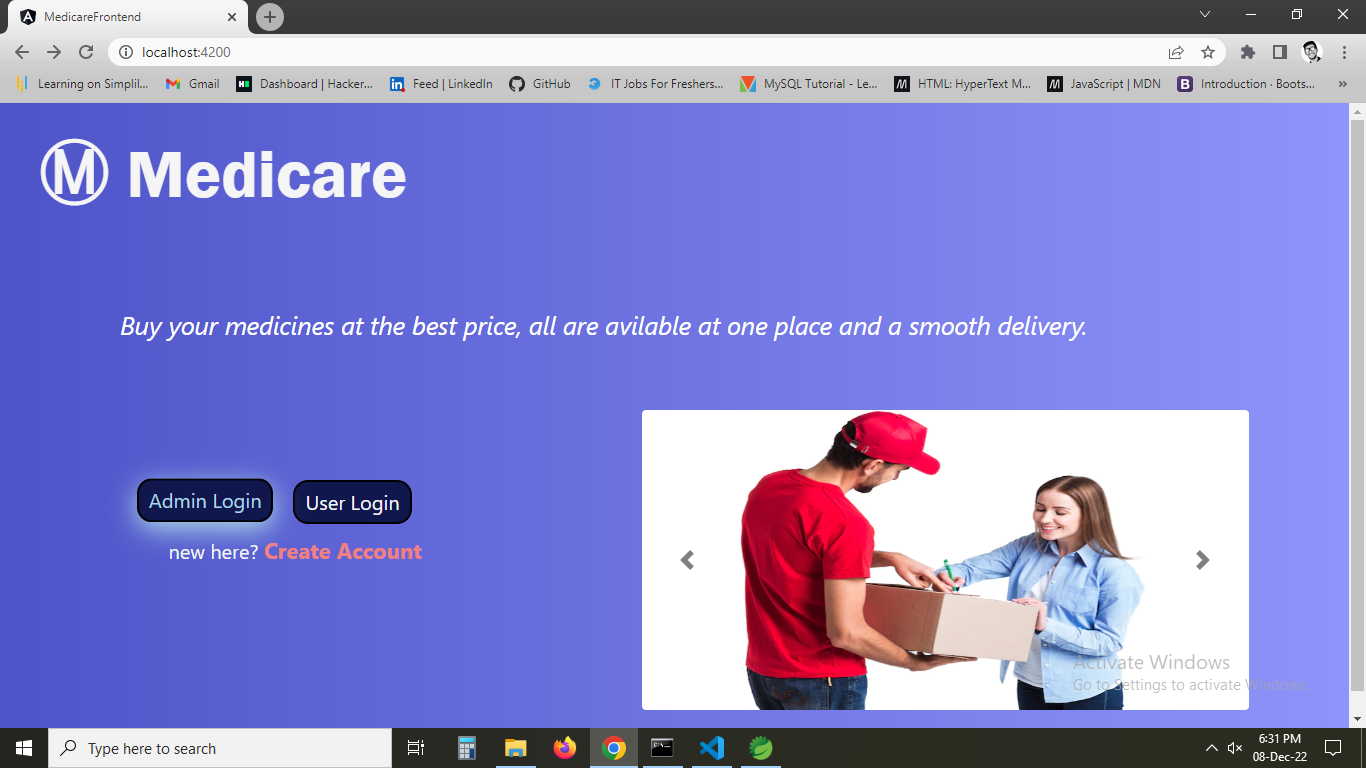 MedicareFrontend
localhost:4200
Learning on Simplil... Gmail Dashboard | Hacker... Feed | LinkedIn GitHub IT Jobs For Freshers... MySQL Tutorial - Le... HTML: HyperText M... JavaScript | MDN Introduction · Boots... »
M Medicare
Buy your medicines at the best price, all are avilable at one place and a smooth delivery.
Admin Login User Login
new here? Create Account
Activate Windows
Go to Settings to activate Windows.
Type here to search
6:31 PM
08-Dec-22